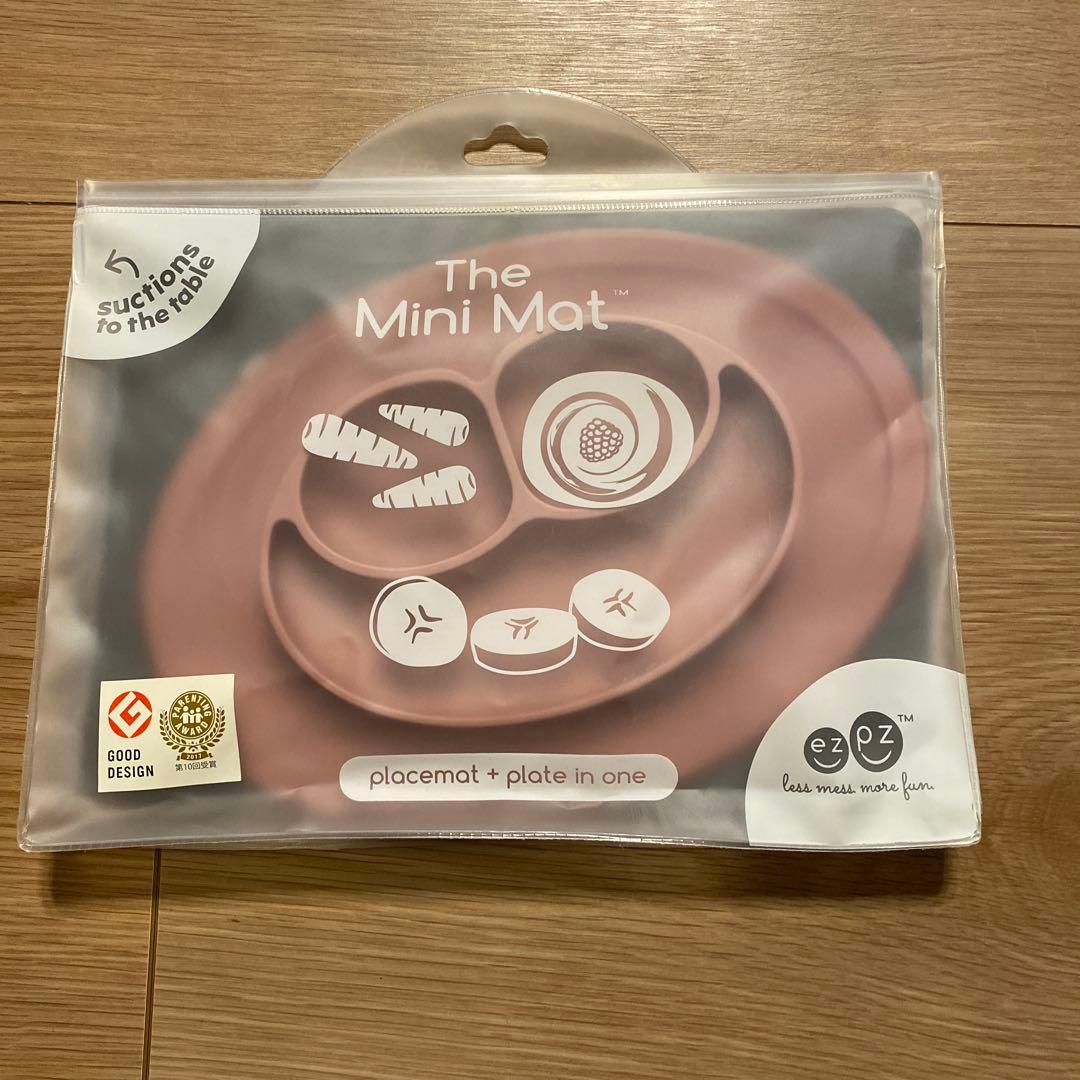 suctions
to the table
The
Mini Mat™
GOOD
DESIGN
PARENTING
AWARD
2017
第10回受賞
placemat + plate in one
ezpz™
less mess. more fun.